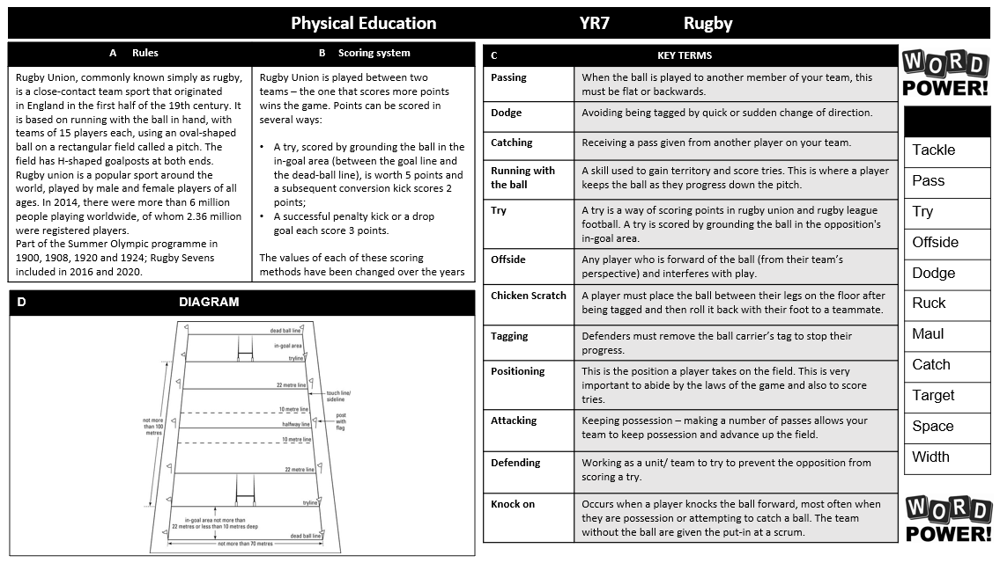 Physical Education YR7 Rugby
A Rules
Rugby Union, commonly known simply as rugby,
is a close-contact team sport that originated
in England in the first half of the 19th century. It
is based on running with the ball in hand, with
teams of 15 players each, using an oval-shaped
ball on a rectangular field called a pitch. The
field has H-shaped goalposts at both ends.
Rugby union is a popular sport around the
world, played by male and female players of all
ages. In 2014, there were more than 6 million
people playing worldwide, of whom 2.36 million
were registered players.
Part of the Summer Olympic programme in
1900, 1908, 1920 and 1924; Rugby Sevens
included in 2016 and 2020.
B Scoring system
Rugby Union is played between two
teams – the one that scores more points
wins the game. Points can be scored in
several ways:
• A try, scored by grounding the ball in the
in-goal area (between the goal line and
the dead-ball line), is worth 5 points and
a subsequent conversion kick scores 2
points;
• A successful penalty kick or a drop
goal each score 3 points.
The values of each of these scoring
methods have been changed over the years
C KEY TERMS
Passing
When the ball is played to another member of your team, this
must be flat or backwards.
Dodge
Avoiding being tagged by quick or sudden change of direction.
Catching
Receiving a pass given from another player on your team.
Running with
the ball
A skill used to gain territory and score tries. This is where a player
keeps the ball as they progress down the pitch.
Try
A try is a way of scoring points in rugby union and rugby league
football. A try is scored by grounding the ball in the opposition's
in-goal area.
Offside
Any player who is forward of the ball (from their team's
perspective) and interferes with play.
Chicken Scratch
A player must place the ball between their legs on the floor after
being tagged and then roll it back with their foot to a teammate.
Tagging
Defenders must remove the ball carrier's tag to stop their
progress.
Positioning
This is the position a player takes on the field. This is very
important to abide by the laws of the game and also to score
tries.
Attacking
Keeping possession – making a number of passes allows your
team to keep possession and advance up the field.
Defending
Working as a unit/ team to try to prevent the opposition from
scoring a try.
Knock on
Occurs when a player knocks the ball forward, most often when
they are possession or attempting to catch a ball. The team
without the ball are given the put-in at a scrum.
WORD
POWER!
Tackle
Pass
Try
Offside
Dodge
Ruck
Maul
Catch
Target
Space
Width
WORD
POWER!
D DIAGRAM
dead ball line
in-goal area
tryline
22 metre line
touch line/
sideline
10 metre line
post
with
flag
not more
than 100
metres
halfway line
10 metre line
22 metre line
tryline
in-goal area not more than
22 metres or less than 10 metres deep
dead ball line
not more than 70 metres